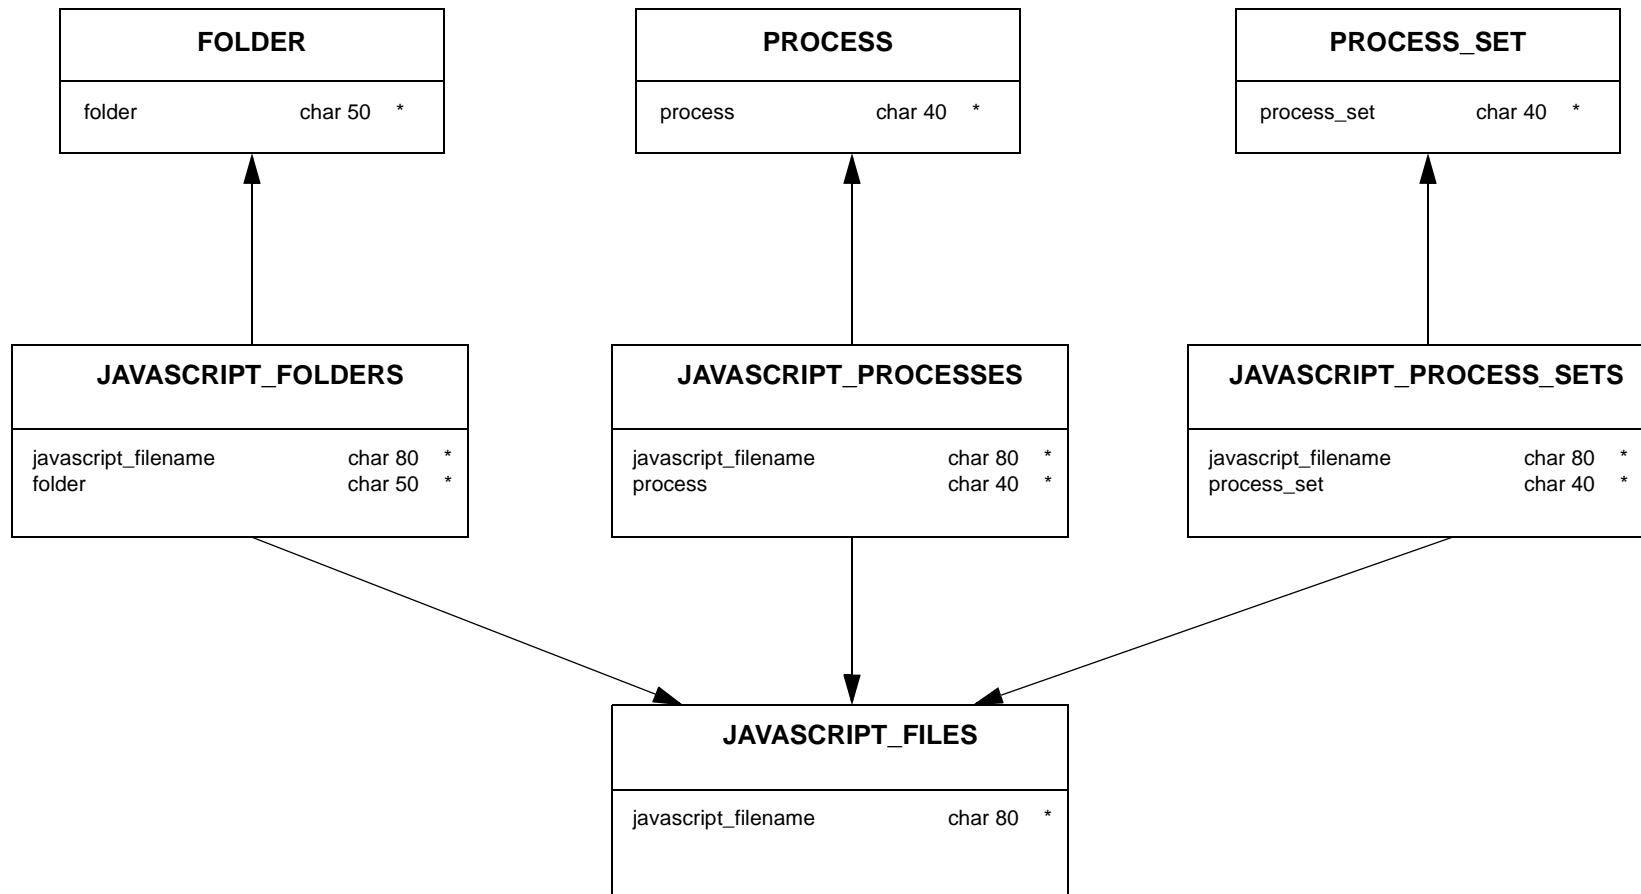 FOLDER
folder char 50 *
PROCESS
process char 40 *
PROCESS_SET
process_set char 40 *
JAVASCRIPT_FOLDERS
javascript_filename char 80 *
folder char 50 *
JAVASCRIPT_PROCESSES
javascript_filename char 80 *
process char 40 *
JAVASCRIPT_PROCESS_SETS
javascript_filename char 80 *
process_set char 40 *
JAVASCRIPT_FILES
javascript_filename char 80 *